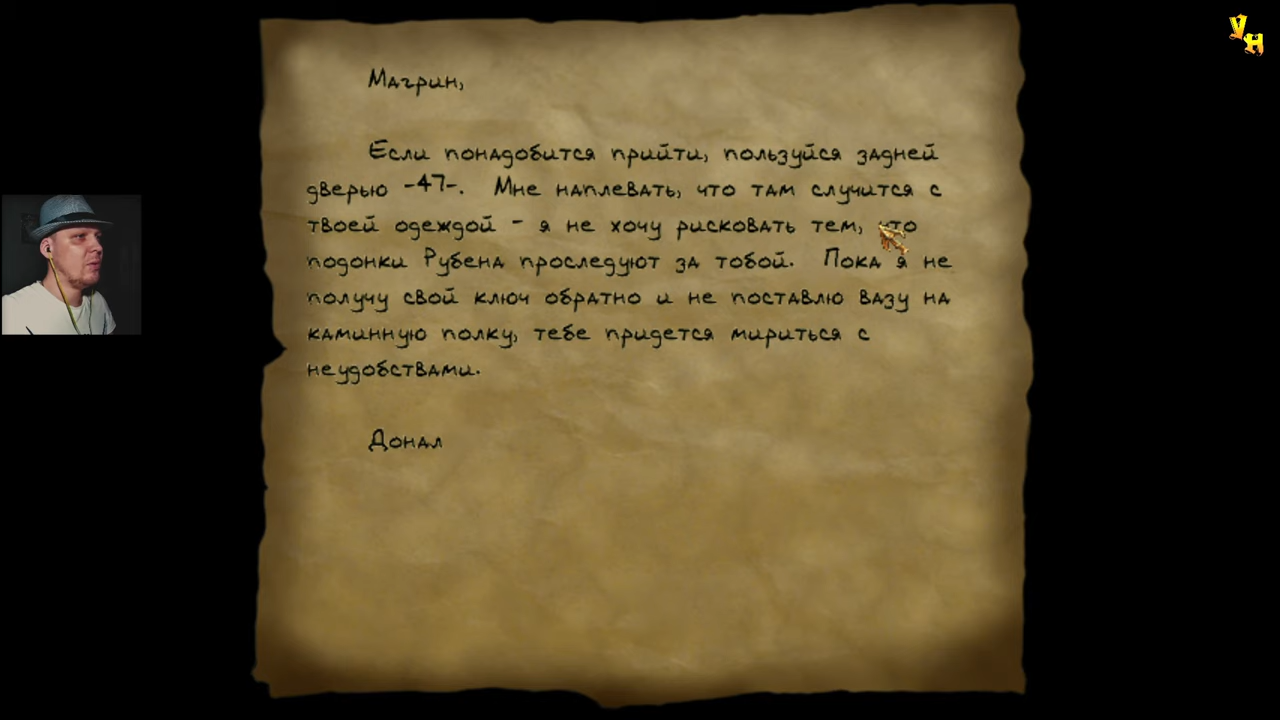 УН
Магрин,
Если понадобится прийти, пользуйся задней
дверью -47-. Мне наплевать, что там случится с
твоей одеждой - я не хочу рисковать тем, что
подонки Рубена проследуют за тобой. Пока я не
получу свой ключ обратно и не поставлю вазу на
каминную полку, тебе придется мириться с
неудобствами.
Донал